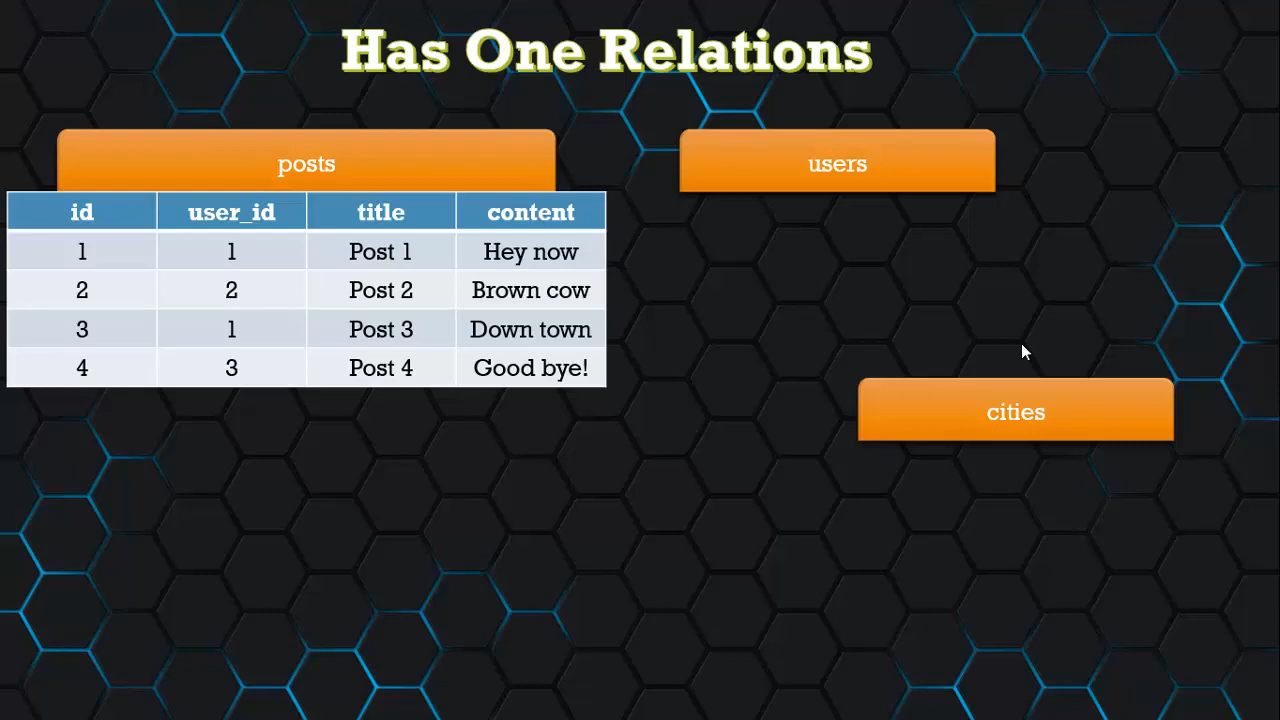 Has One Relations
posts
id user_id title content
1 1 Post 1 Hey now
2 2 Post 2 Brown cow
3 1 Post 3 Down town
4 3 Post 4 Good bye!
users
cities